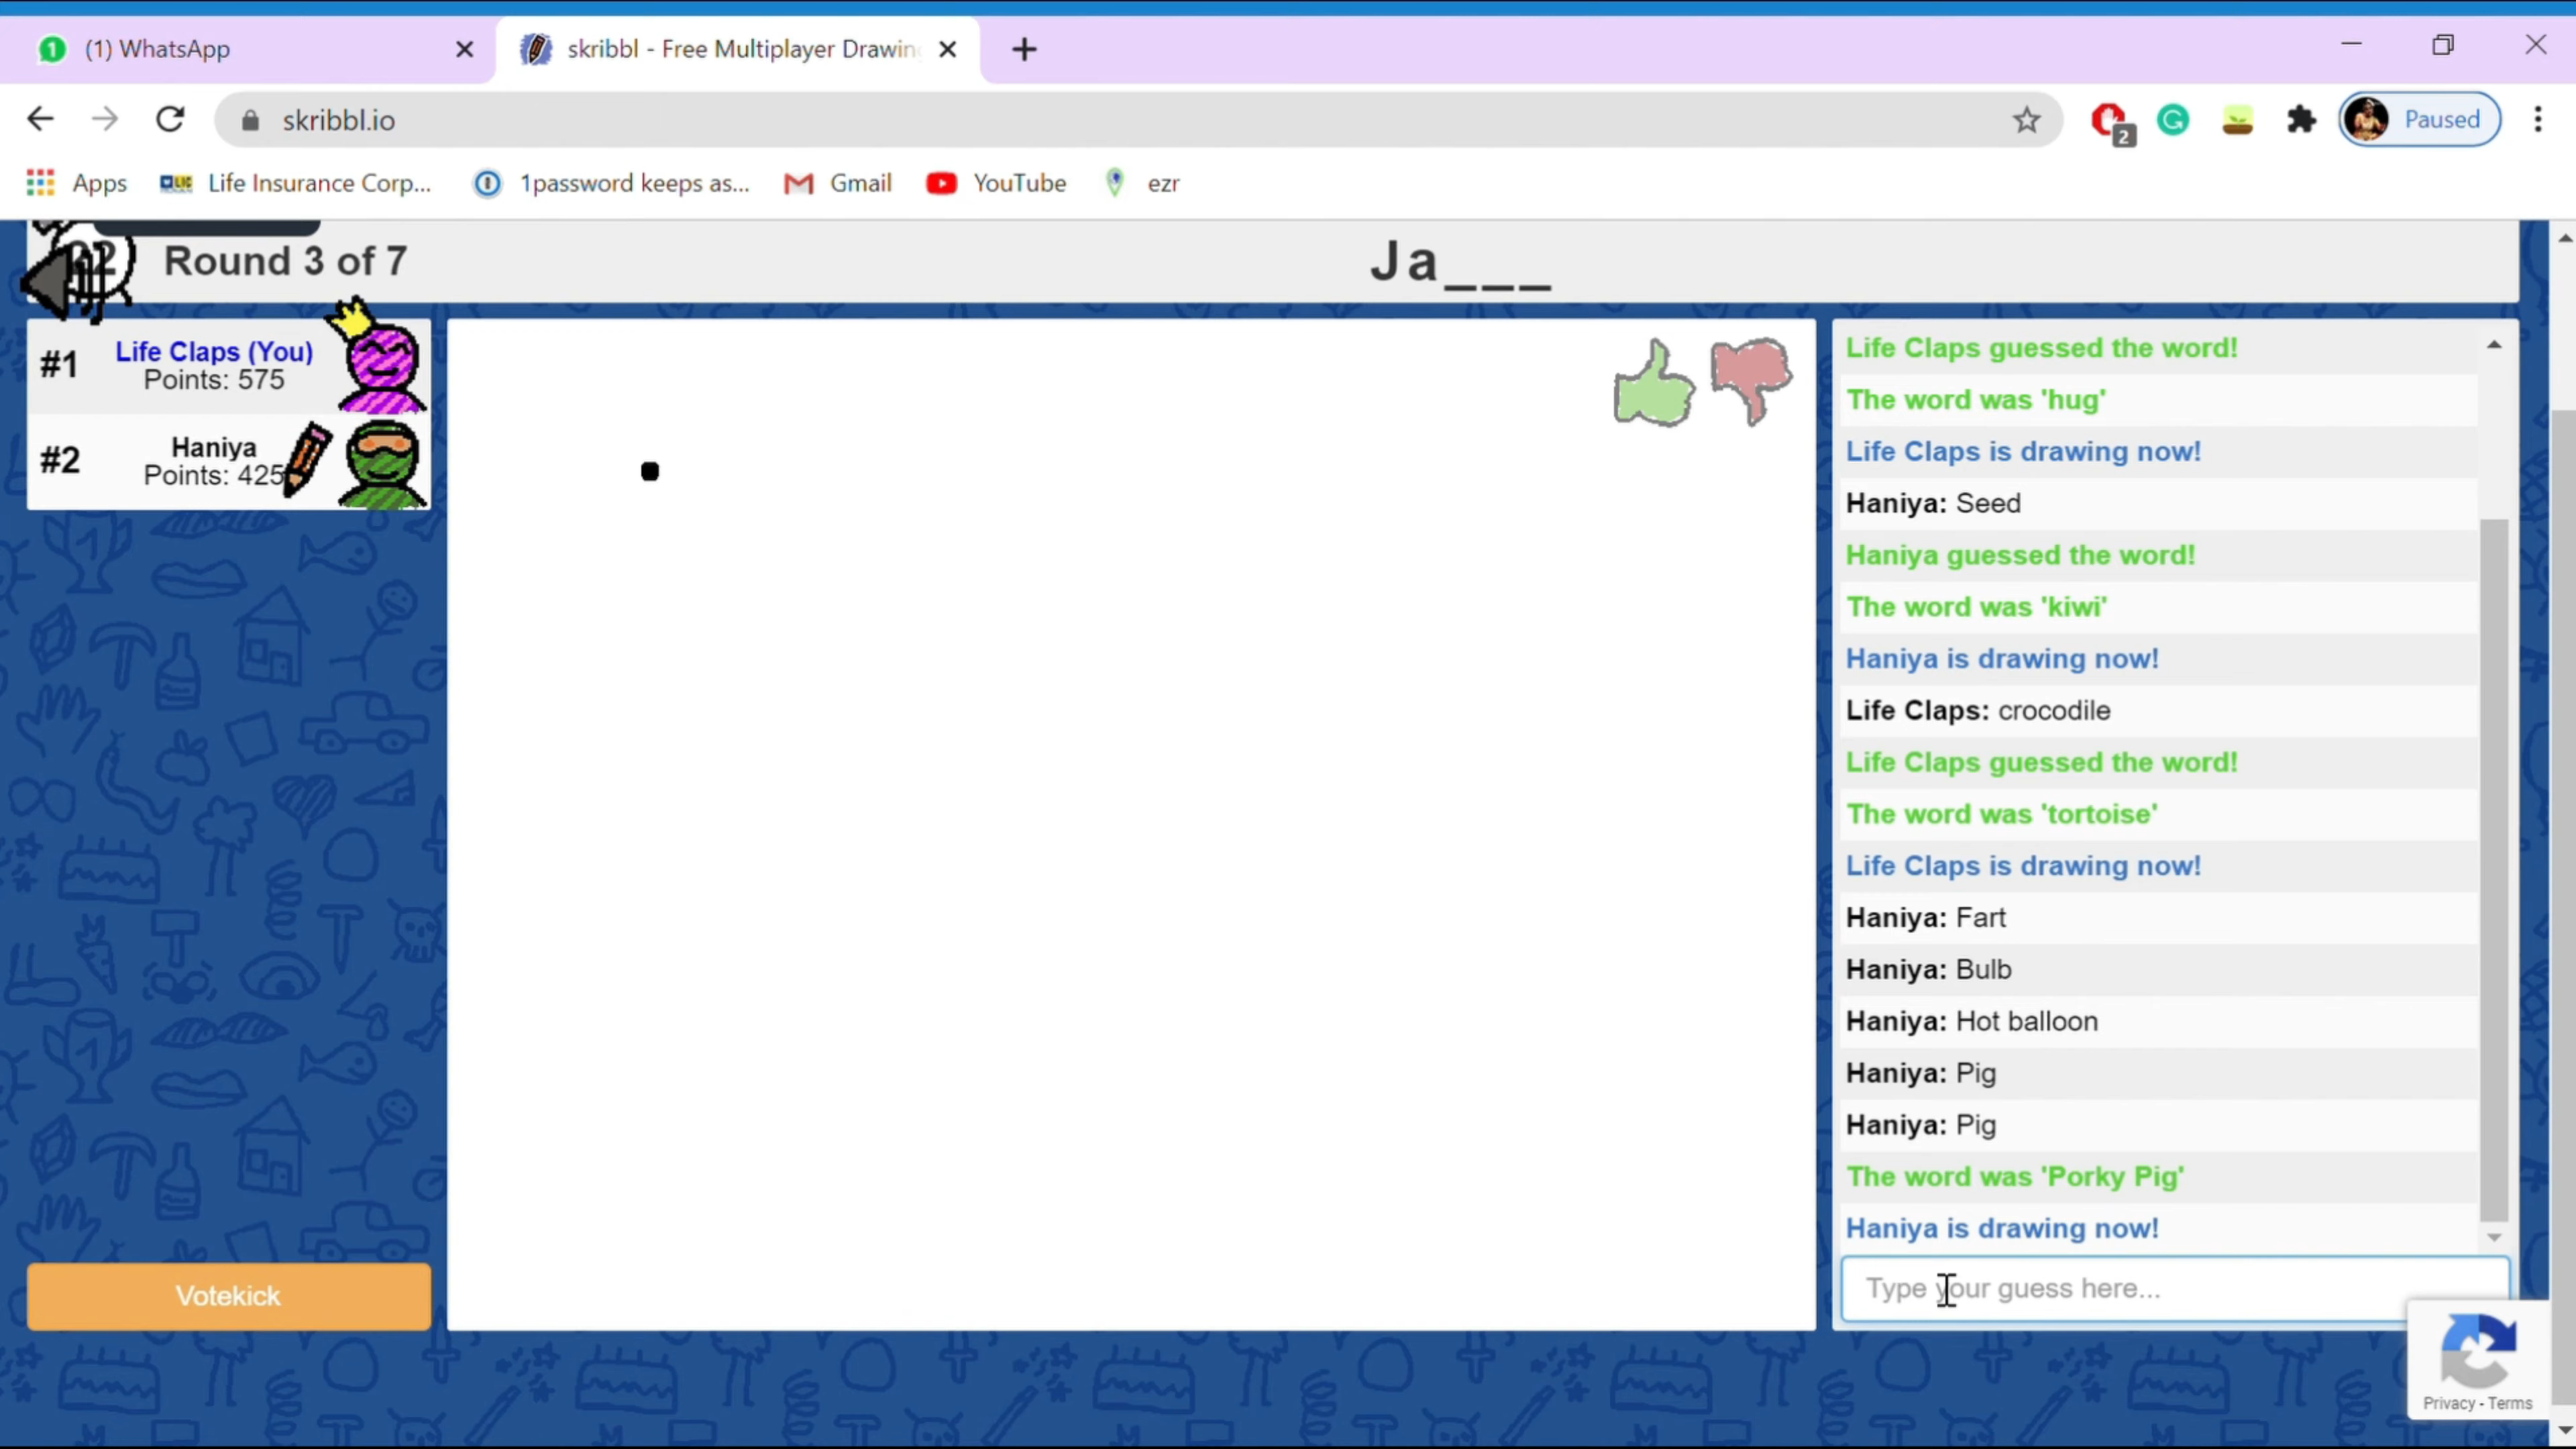 (1) WhatsApp
skribbl - Free Multiplayer Drawin
skribbl.io
2
Paused
Apps
Life Insurance Corp...
1password keeps as...
Gmail
YouTube
ezr
Round 3 of 7
Ja___
#1
Life Claps (You)
Points: 575
#2
Haniya
Points: 425
Life Claps guessed the word!
The word was 'hug'
Life Claps is drawing now!
Haniya: Seed
Haniya guessed the word!
The word was 'kiwi'
Haniya is drawing now!
Life Claps: crocodile
Life Claps guessed the word!
The word was 'tortoise'
Life Claps is drawing now!
Haniya: Fart
Haniya: Bulb
Haniya: Hot balloon
Haniya: Pig
Haniya: Pig
The word was 'Porky Pig'
Haniya is drawing now!
Type your guess here...
Votekick
Privacy - Terms